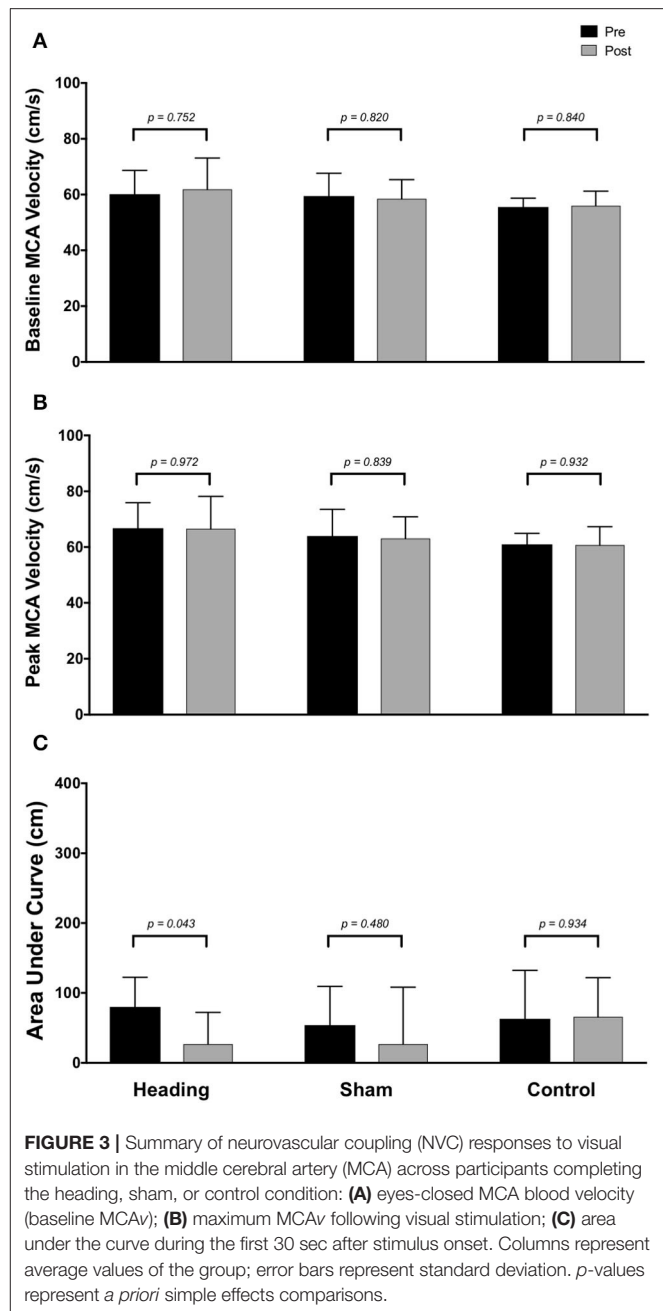 A
Pre
Post
Baseline MCA Velocity (cm/s)
100
80
60
40
20
0
p = 0.752
p = 0.820
p = 0.840
B
Peak MCA Velocity (cm/s)
100
80
60
40
20
0
p = 0.972
p = 0.839
p = 0.932
C
Area Under Curve (cm)
400
300
200
100
0
p = 0.043
p = 0.480
p = 0.934
Heading Sham Control
FIGURE 3 | Summary of neurovascular coupling (NVC) responses to visual
stimulation in the middle cerebral artery (MCA) across participants completing
the heading, sham, or control condition: (A) eyes-closed MCA blood velocity
(baseline MCAv); (B) maximum MCAv following visual stimulation; (C) area
under the curve during the first 30 sec after stimulus onset. Columns represent
average values of the group; error bars represent standard deviation. p-values
represent a priori simple effects comparisons.